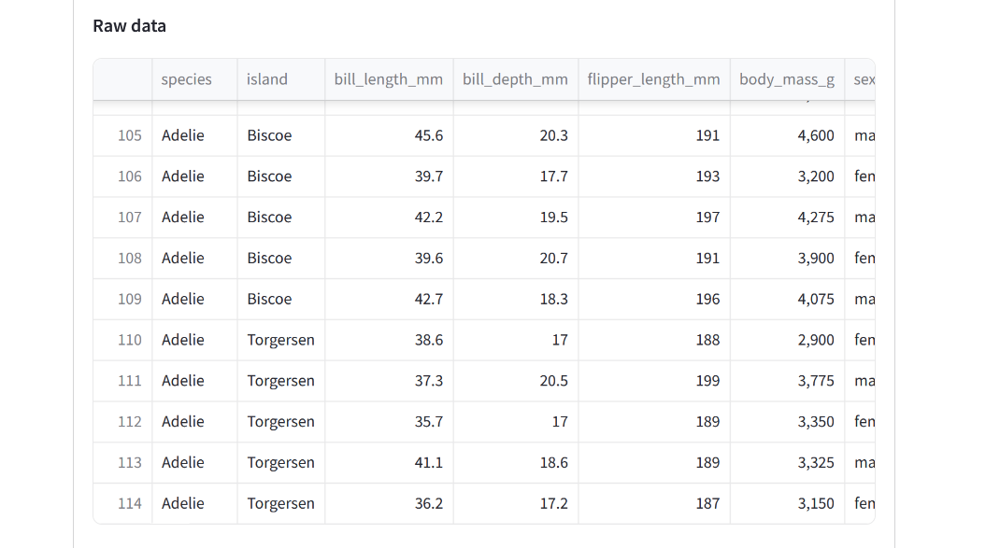 Raw data
species island bill_length_mm bill_depth_mm flipper_length_mm body_mass_g sex
105 Adelie Biscoe 45.6 20.3 191 4,600 ma
106 Adelie Biscoe 39.7 17.7 193 3,200 fen
107 Adelie Biscoe 42.2 19.5 197 4,275 ma
108 Adelie Biscoe 39.6 20.7 191 3,900 fen
109 Adelie Biscoe 42.7 18.3 196 4,075 ma
110 Adelie Torgersen 38.6 17 188 2,900 fen
111 Adelie Torgersen 37.3 20.5 199 3,775 ma
112 Adelie Torgersen 35.7 17 189 3,350 fen
113 Adelie Torgersen 41.1 18.6 189 3,325 ma
114 Adelie Torgersen 36.2 17.2 187 3,150 fen